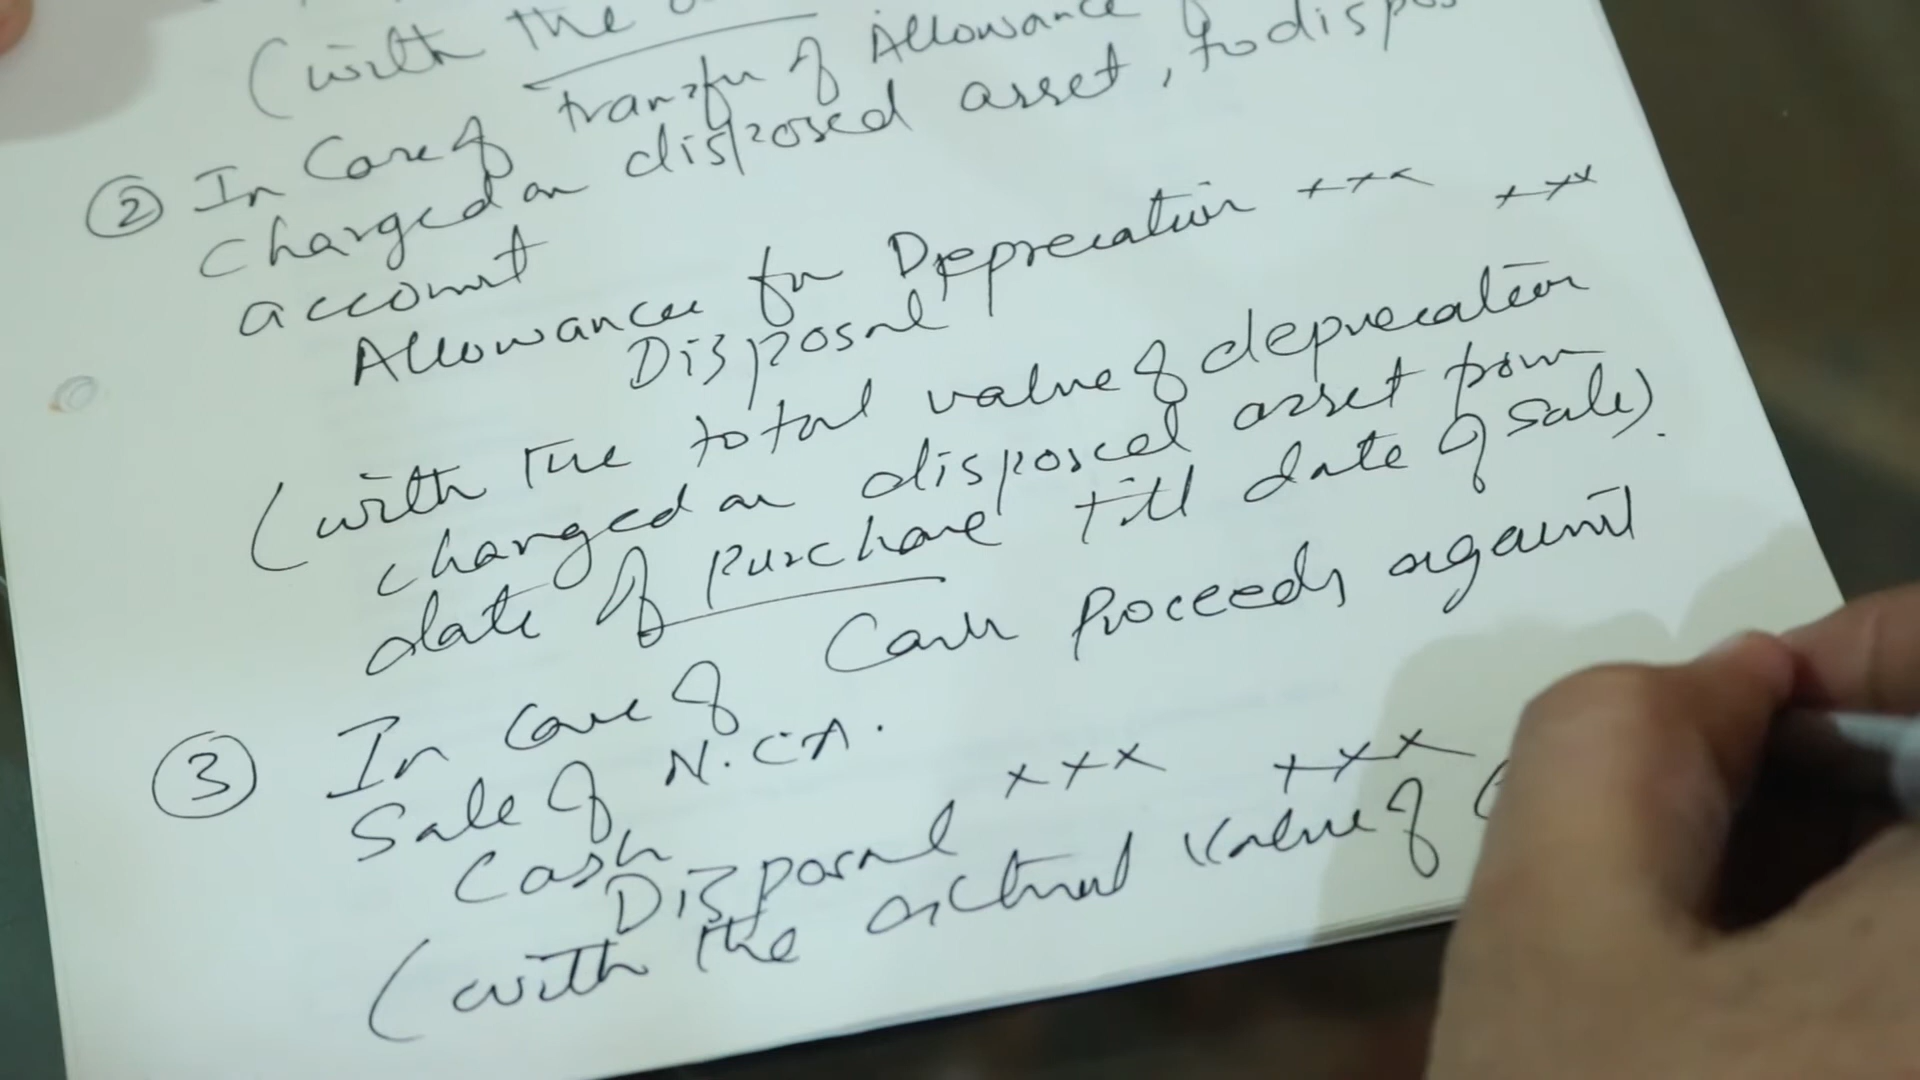 (with the
② In Case of transfer of Allowance
charged on disposed asset, to dispos
account
Allowance for Depreciation xxx
Disposal xxx
(with the total value of depreciation
charged on disposed asset from
date of purchase till date of sale).
③ In case of Cash Proceeds against
Sale of N.C.A.
Cash xxx
Disposal xxx
(with the actual value of